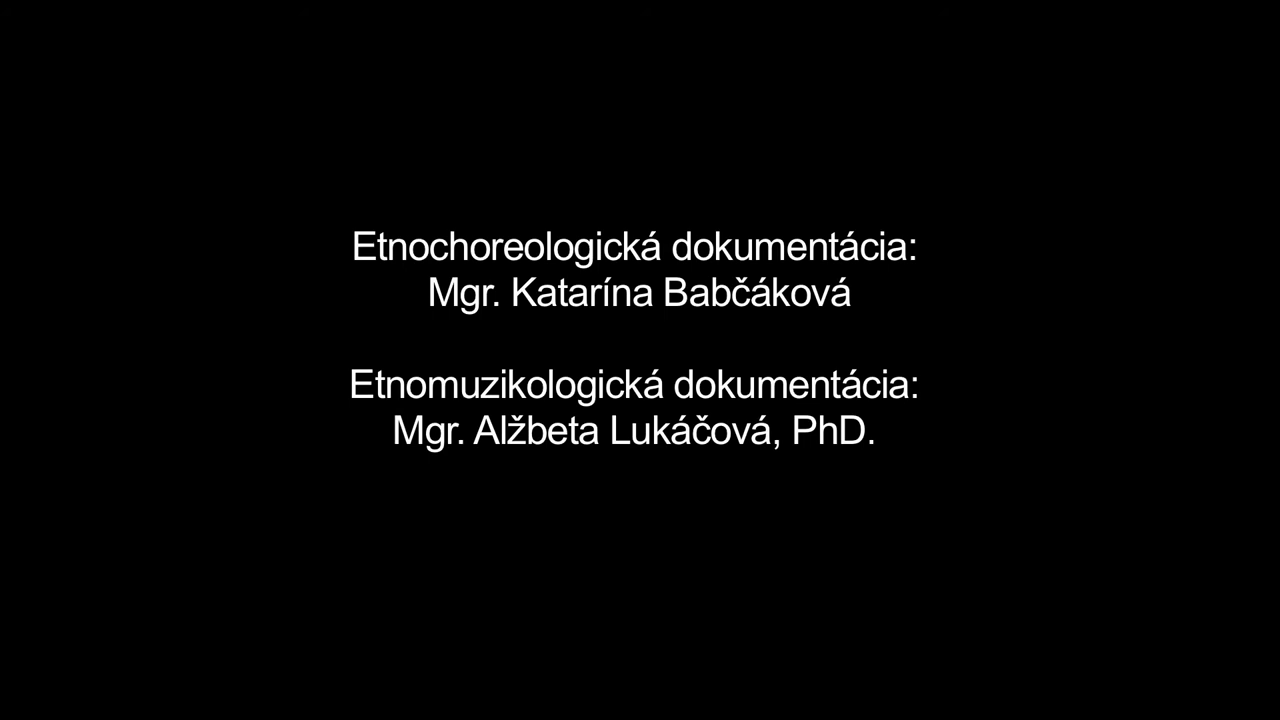 Etnochoreologická dokumentácia:
Mgr. Katarína Babčáková
Etnomuzikologická dokumentácia:
Mgr. Alžbeta Lukáčová, PhD.